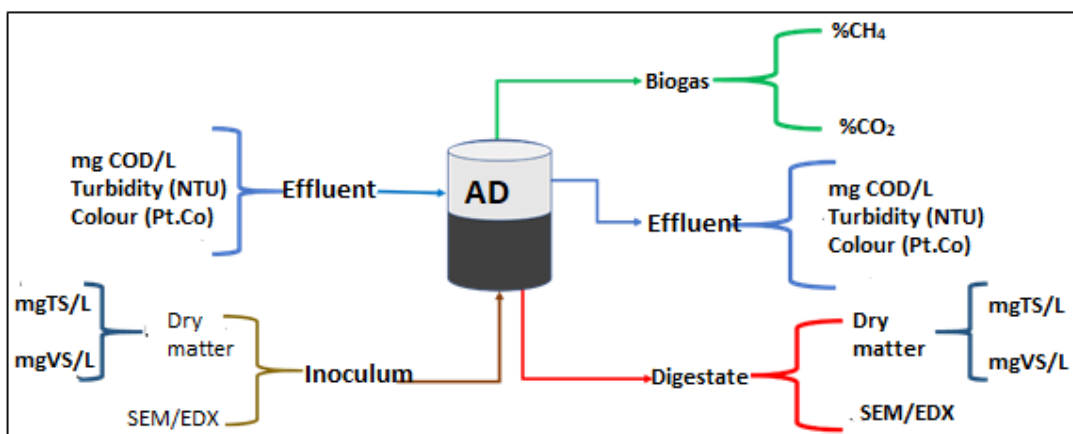 %CH₄
Biogas
%CO₂
mg COD/L
Turbidity (NTU)
Colour (Pt.Co)
Effluent
AD
Effluent
mg COD/L
Turbidity (NTU)
Colour (Pt.Co)
mgTS/L
mgVS/L
Dry
matter
SEM/EDX
Inoculum
Digestate
Dry
matter
SEM/EDX
mgTS/L
mgVS/L